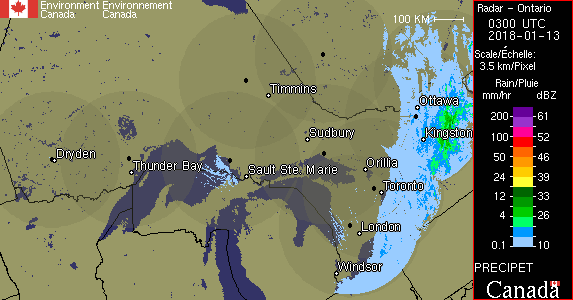 Environment Environnement
Canada Canada
100 KM
Timmins
Ottawa
Sudbury
Kingston
Dryden
Thunder Bay
Sault Ste. Marie
Orillia
Toronto
London
Windsor
Radar - Ontario
0300 UTC
2018-01-13
Scale/Échelle:
3.5 km/Pixel
Rain/Pluie
mm/hr dBZ
200 61
100 52
50 46
24 39
12 33
4 26
0.1 10
PRECIPET
Canada